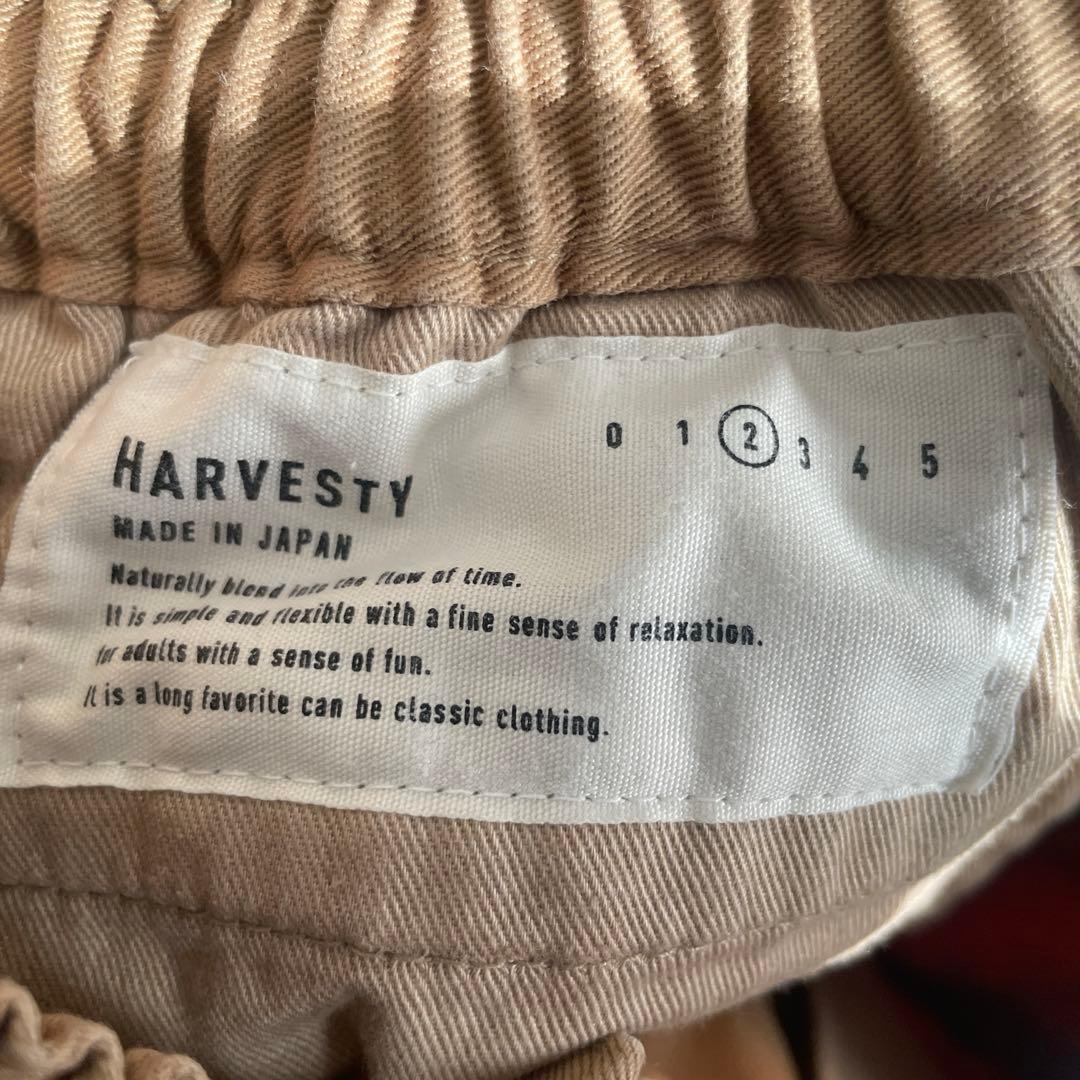 HARVESTY
0 1 2 3 4 5
MADE IN JAPAN
Naturally blend into the flow of time.
It is simple and flexible with a fine sense of relaxation.
for adults with a sense of fun.
It is a long favorite can be classic clothing.